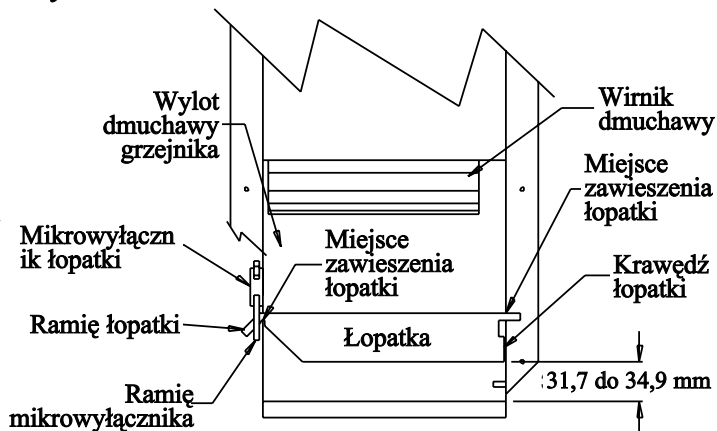 Wylot
dmuchawy
grzejnika
Wirnik
dmuchawy
Miejsce
zawieszenia
łopatki
Mikrowyłączn
ik łopatki
Miejsce
zawieszenia
łopatki
Krawędź
łopatki
Ramię łopatki
Łopatka
31,7 do 34,9 mm
Ramię
mikrowyłącznika